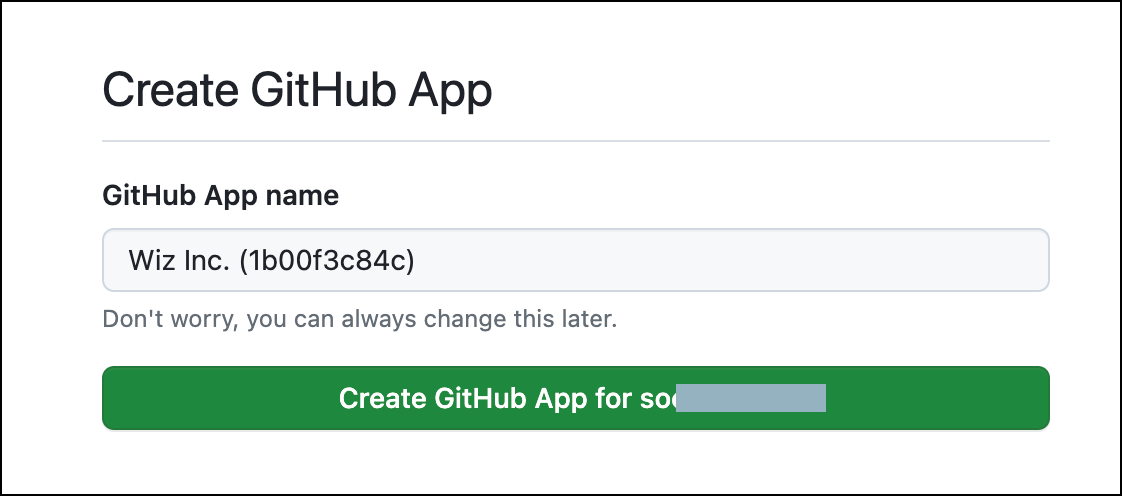 Create GitHub App
GitHub App name
Wiz Inc. (1b00f3c84c)
Don't worry, you can always change this later.
Create GitHub App for